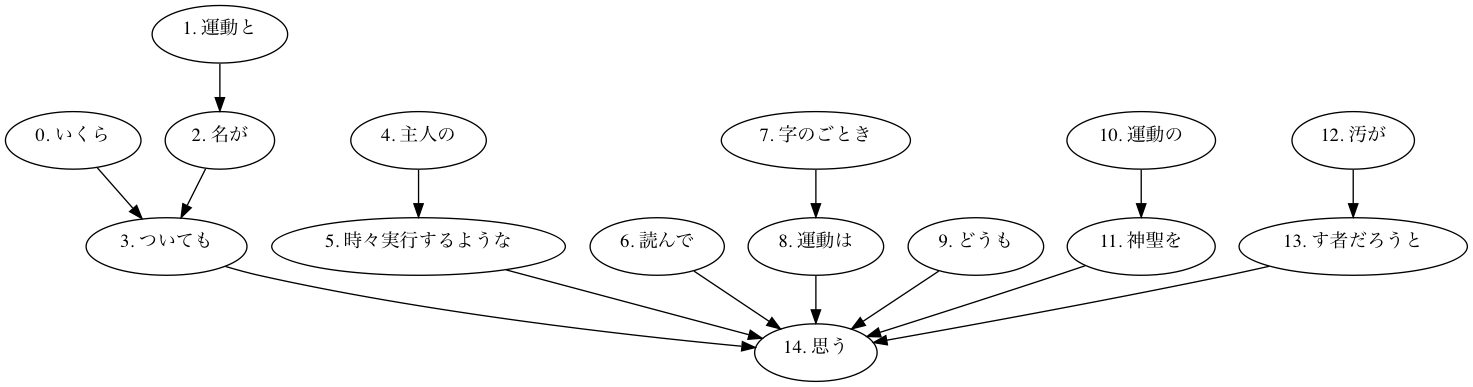 1. 運動と
0. いくら
2. 名が
4. 主人の
7. 字のごとき
10. 運動の
12. 汚が
3. ついても
5. 時々実行するような
6. 読んで
8. 運動は
9. どうも
11. 神聖を
13. す者だろうと
14. 思う